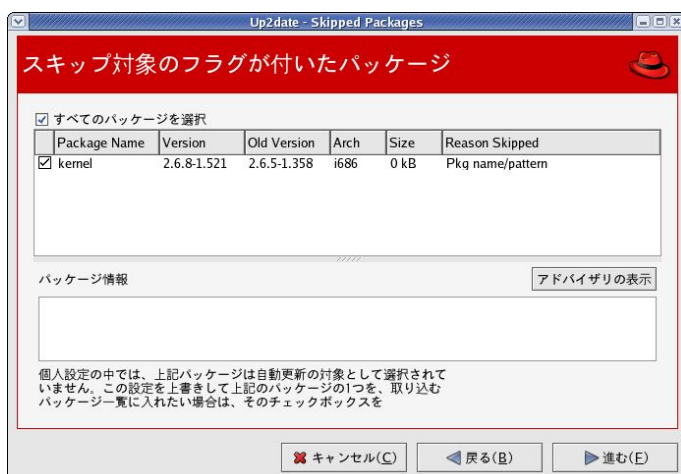 Up2date - Skipped Packages
スキップ対象のフラグが付いたパッケージ
すべてのパッケージを選択
Package Name Version Old Version Arch Size Reason Skipped
kernel 2.6.8-1.521 2.6.5-1.358 i686 0 kB Pkg name/pattern
パッケージ情報 アドバイザリの表示
個人設定の中では、上記パッケージは自動更新の対象として選択されて
いません。この設定を上書きして上記のパッケージの1つを、取り込む
パッケージ一覧に入れたい場合は、そのチェックボックスを
キャンセル(C) 戻る(B) 進む(F)